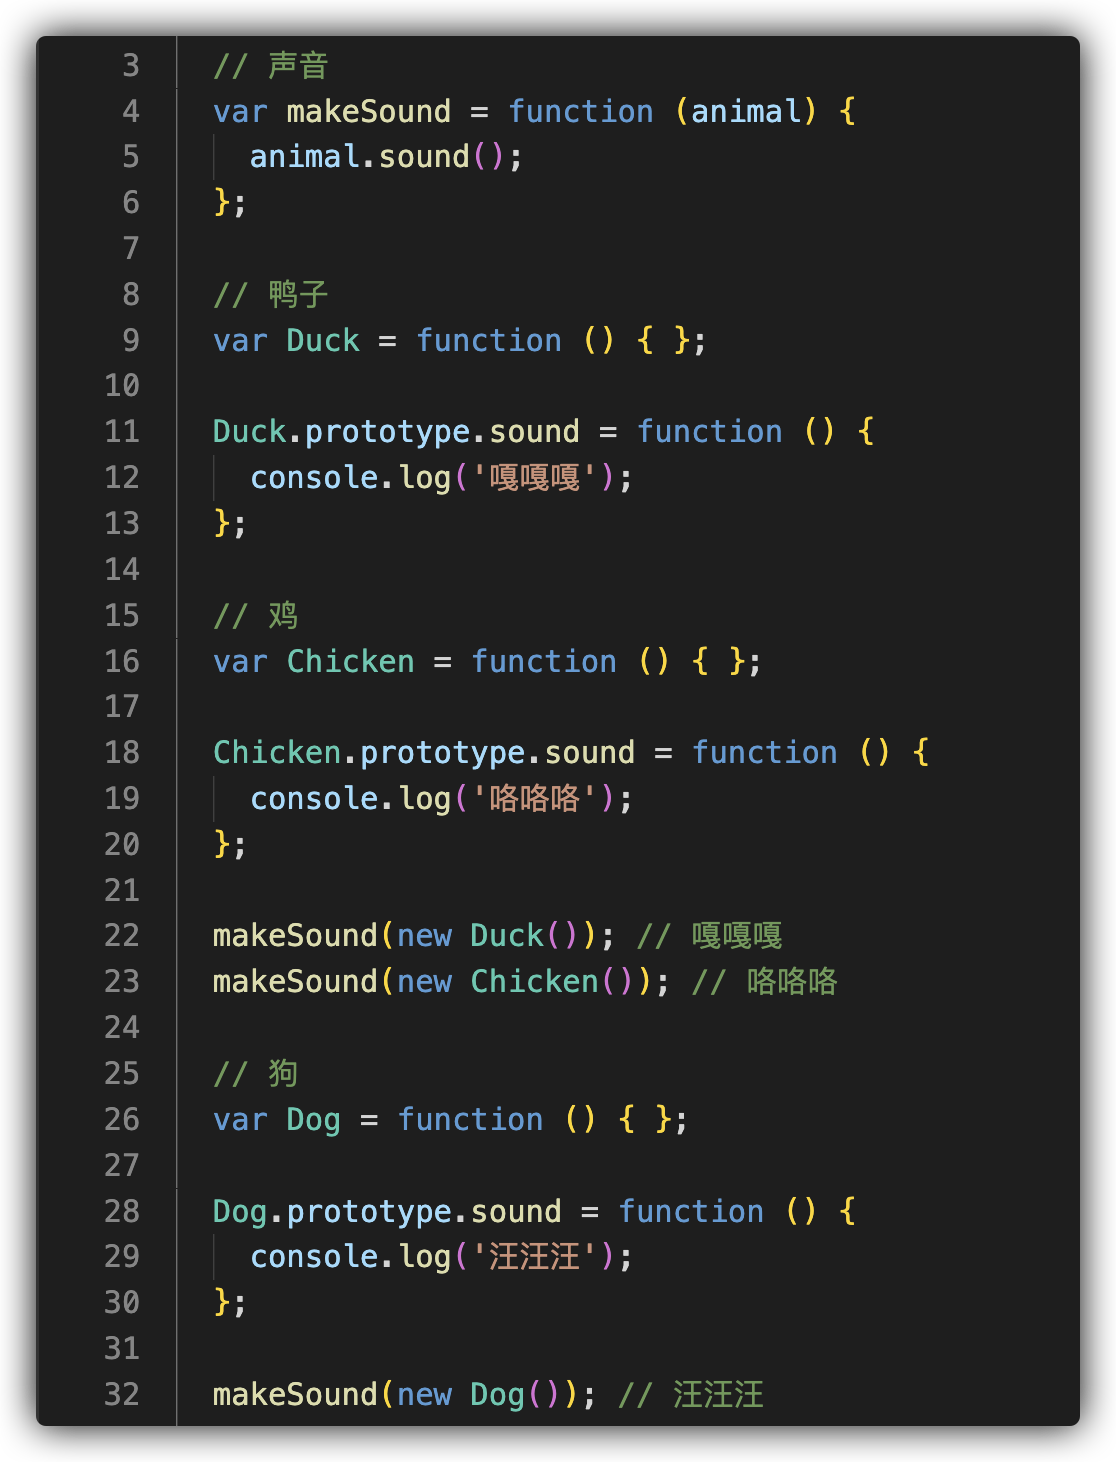 3 // 声音
4 var makeSound = function (animal) {
5   animal.sound();
6 };
7
8 // 鸭子
9 var Duck = function () { };
10
11 Duck.prototype.sound = function () {
12   console.log('嘎嘎嘎');
13 };
14
15 // 鸡
16 var Chicken = function () { };
17
18 Chicken.prototype.sound = function () {
19   console.log('咯咯咯');
20 };
21
22 makeSound(new Duck()); // 嘎嘎嘎
23 makeSound(new Chicken()); // 咯咯咯
24
25 // 狗
26 var Dog = function () { };
27
28 Dog.prototype.sound = function () {
29   console.log('汪汪汪');
30 };
31
32 makeSound(new Dog()); // 汪汪汪